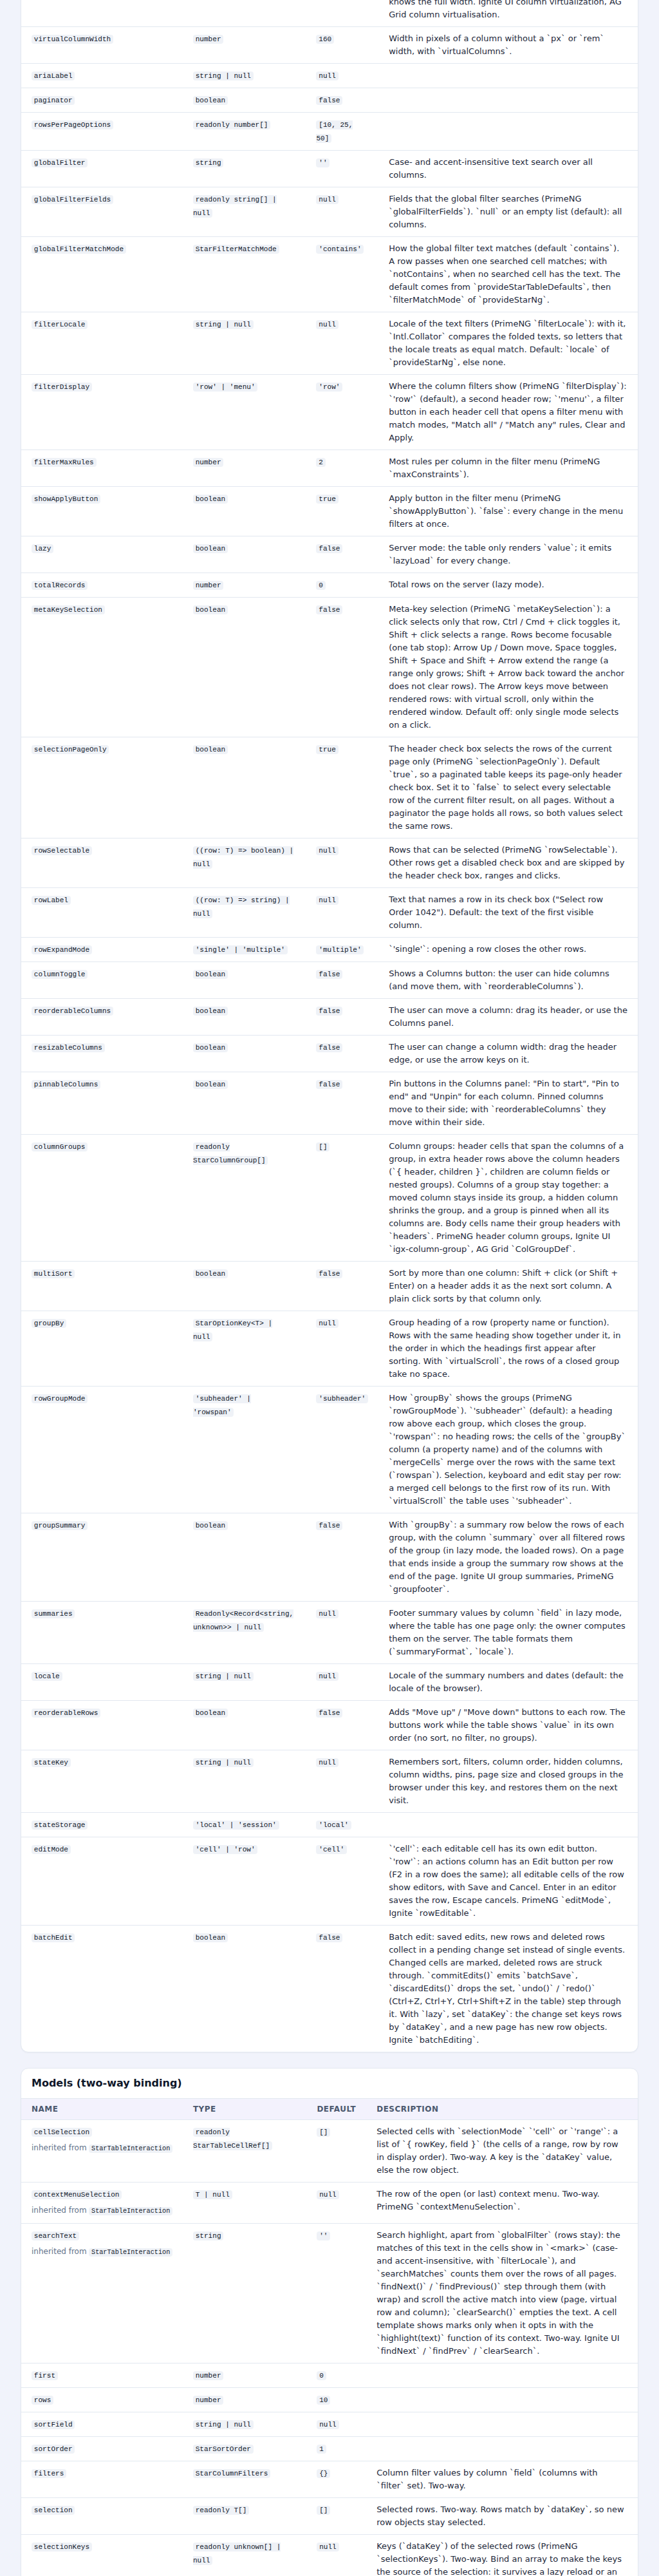 knows the full width. Ignite UI column virtualization, AG
Grid column virtualisation.
virtualColumnWidth number 160 Width in pixels of a column without a `px` or `rem`
width, with `virtualColumns`.
ariaLabel string | null null
paginator boolean false
rowsPerPageOptions readonly number[] [10, 25,
50]
globalFilter string '' Case- and accent-insensitive text search over all
columns.
globalFilterFields readonly string[] | null Fields that the global filter searches (PrimeNG
null `globalFilterFields`). `null` or an empty list (default): all
columns.
globalFilterMatchMode StarFilterMatchMode 'contains' How the global filter text matches (default `contains`).
A row passes when one searched cell matches; with
`notContains`, when no searched cell has the text. The
default comes from `provideStarTableDefaults`, then
`filterMatchMode` of `provideStarNg`.
filterLocale string | null null Locale of the text filters (PrimeNG `filterLocale`): with it,
`Intl.Collator` compares the folded texts, so letters that
the locale treats as equal match. Default: `locale` of
`provideStarNg`, else none.
filterDisplay 'row' | 'menu' 'row' Where the column filters show (PrimeNG `filterDisplay`):
`'row'` (default), a second header row; `'menu'`, a filter
button in each header cell that opens a filter menu with
match modes, "Match all" / "Match any" rules, Clear and
Apply.
filterMaxRules number 2 Most rules per column in the filter menu (PrimeNG
`maxConstraints`).
showApplyButton boolean true Apply button in the filter menu (PrimeNG
`showApplyButton`). `false`: every change in the menu
filters at once.
lazy boolean false Server mode: the table only renders `value`; it emits
`lazyLoad` for every change.
totalRecords number 0 Total rows on the server (lazy mode).
metaKeySelection boolean false Meta-key selection (PrimeNG `metaKeySelection`): a
click selects only that row, Ctrl / Cmd + click toggles it,
Shift + click selects a range. Rows become focusable
(one tab stop): Arrow Up / Down move, Space toggles,
Shift + Space and Shift + Arrow extend the range (a
range only grows; Shift + Arrow back toward the anchor
does not clear rows). The Arrow keys move between
rendered rows: with virtual scroll, only within the
rendered window. Default off: only single mode selects
on a click.
selectionPageOnly boolean true The header check box selects the rows of the current
page only (PrimeNG `selectionPageOnly`). Default
`true`, so a paginated table keeps its page-only header
check box. Set it to `false` to select every selectable
row of the current filter result, on all pages. Without a
paginator the page holds all rows, so both values select
the same rows.
rowSelectable ((row: T) => boolean) | null Rows that can be selected (PrimeNG `rowSelectable`).
null Other rows get a disabled check box and are skipped by
the header check box, ranges and clicks.
rowLabel ((row: T) => string) | null Text that names a row in its check box ("Select row
null Order 1042"). Default: the text of the first visible
column.
rowExpandMode 'single' | 'multiple' 'multiple' `'single'`: opening a row closes the other rows.
columnToggle boolean false Shows a Columns button: the user can hide columns
(and move them, with `reorderableColumns`).
reorderableColumns boolean false The user can move a column: drag its header, or use the
Columns panel.
resizableColumns boolean false The user can change a column width: drag the header
edge, or use the arrow keys on it.
pinnableColumns boolean false Pin buttons in the Columns panel: "Pin to start", "Pin to
end" and "Unpin" for each column. Pinned columns
move to their side; with `reorderableColumns` they
move within their side.
columnGroups readonly [] Column groups: header cells that span the columns of a
StarColumnGroup[] group, in extra header rows above the column headers
(`{ header, children }`, children are column fields or
nested groups). Columns of a group stay together: a
moved column stays inside its group, a hidden column
shrinks the group, and a group is pinned when all its
columns are. Body cells name their group headers with
`headers`. PrimeNG header column groups, Ignite UI
`igx-column-group`, AG Grid `ColGroupDef`.
multiSort boolean false Sort by more than one column: Shift + click (or Shift +
Enter) on a header adds it as the next sort column. A
plain click sorts by that column only.
groupBy StarOptionKey<T> | null Group heading of a row (property name or function).
null Rows with the same heading show together under it, in
the order in which the headings first appear after
sorting. With `virtualScroll`, the rows of a closed group
take no space.
rowGroupMode 'subheader' | 'subheader' How `groupBy` shows the groups (PrimeNG
'rowspan' `rowGroupMode`). `'subheader'` (default): a heading
row above each group, which closes the group.
`'rowspan'`: no heading rows; the cells of the `groupBy`
column (a property name) and of the columns with
`mergeCells` merge over the rows with the same text
(`rowspan`). Selection, keyboard and edit stay per row:
a merged cell belongs to the first row of its run. With
`virtualScroll` the table uses `'subheader'`.
groupSummary boolean false With `groupBy`: a summary row below the rows of each
group, with the column `summary` over all filtered rows
of the group (in lazy mode, the loaded rows). On a page
that ends inside a group the summary row shows at the
end of the page. Ignite UI group summaries, PrimeNG
`groupfooter`.
summaries Readonly<Record<string, null Footer summary values by column `field` in lazy mode,
unknown>> | null where the table has one page only: the owner computes
them on the server. The table formats them
(`summaryFormat`, `locale`).
locale string | null null Locale of the summary numbers and dates (default: the
locale of the browser).
reorderableRows boolean false Adds "Move up" / "Move down" buttons to each row. The
buttons work while the table shows `value` in its own
order (no sort, no filter, no groups).
stateKey string | null null Remembers sort, filters, column order, hidden columns,
column widths, pins, page size and closed groups in the
browser under this key, and restores them on the next
visit.
stateStorage 'local' | 'session' 'local'
editMode 'cell' | 'row' 'cell' `'cell'`: each editable cell has its own edit button.
`'row'`: an actions column has an Edit button per row
(F2 in a row does the same); all editable cells of the row
show editors, with Save and Cancel. Enter in an editor
saves the row, Escape cancels. PrimeNG `editMode`,
Ignite `rowEditable`.
batchEdit boolean false Batch edit: saved edits, new rows and deleted rows
collect in a pending change set instead of single events.
Changed cells are marked, deleted rows are struck
through. `commitEdits()` emits `batchSave`,
`discardEdits()` drops the set, `undo()` / `redo()`
(Ctrl+Z, Ctrl+Y, Ctrl+Shift+Z in the table) step through
it. With `lazy`, set `dataKey`: the change set keys rows
by `dataKey`, and a new page has new row objects.
Ignite `batchEditing`.
Models (two-way binding)
NAME TYPE DEFAULT DESCRIPTION
cellSelection readonly [] Selected cells with `selectionMode` `'cell'` or `'range'`: a
inherited from StarTableInteraction StarTableCellRef[] list of `{ rowKey, field }` (the cells of a range, row by row
in display order). Two-way. A key is the `dataKey` value,
else the row object.
contextMenuSelection T | null null The row of the open (or last) context menu. Two-way.
inherited from StarTableInteraction PrimeNG `contextMenuSelection`.
searchText string '' Search highlight, apart from `globalFilter` (rows stay): the
inherited from StarTableInteraction matches of this text in the cells show in `<mark>` (case-
and accent-insensitive, with `filterLocale`), and
`searchMatches` counts them over the rows of all pages.
`findNext()` / `findPrevious()` step through them (with
wrap) and scroll the active match into view (page, virtual
row and column); `clearSearch()` empties the text. A cell
template shows marks only when it opts in with the
`highlight(text)` function of its context. Two-way. Ignite UI
`findNext` / `findPrev` / `clearSearch`.
first number 0
rows number 10
sortField string | null null
sortOrder StarSortOrder 1
filters StarColumnFilters {} Column filter values by column `field` (columns with
`filter` set). Two-way.
selection readonly T[] [] Selected rows. Two-way. Rows match by `dataKey`, so new
row objects stay selected.
selectionKeys readonly unknown[] | null Keys (`dataKey`) of the selected rows (PrimeNG
null `selectionKeys`). Two-way. Bind an array to make the keys
the source of the selection: it survives a lazy reload or an